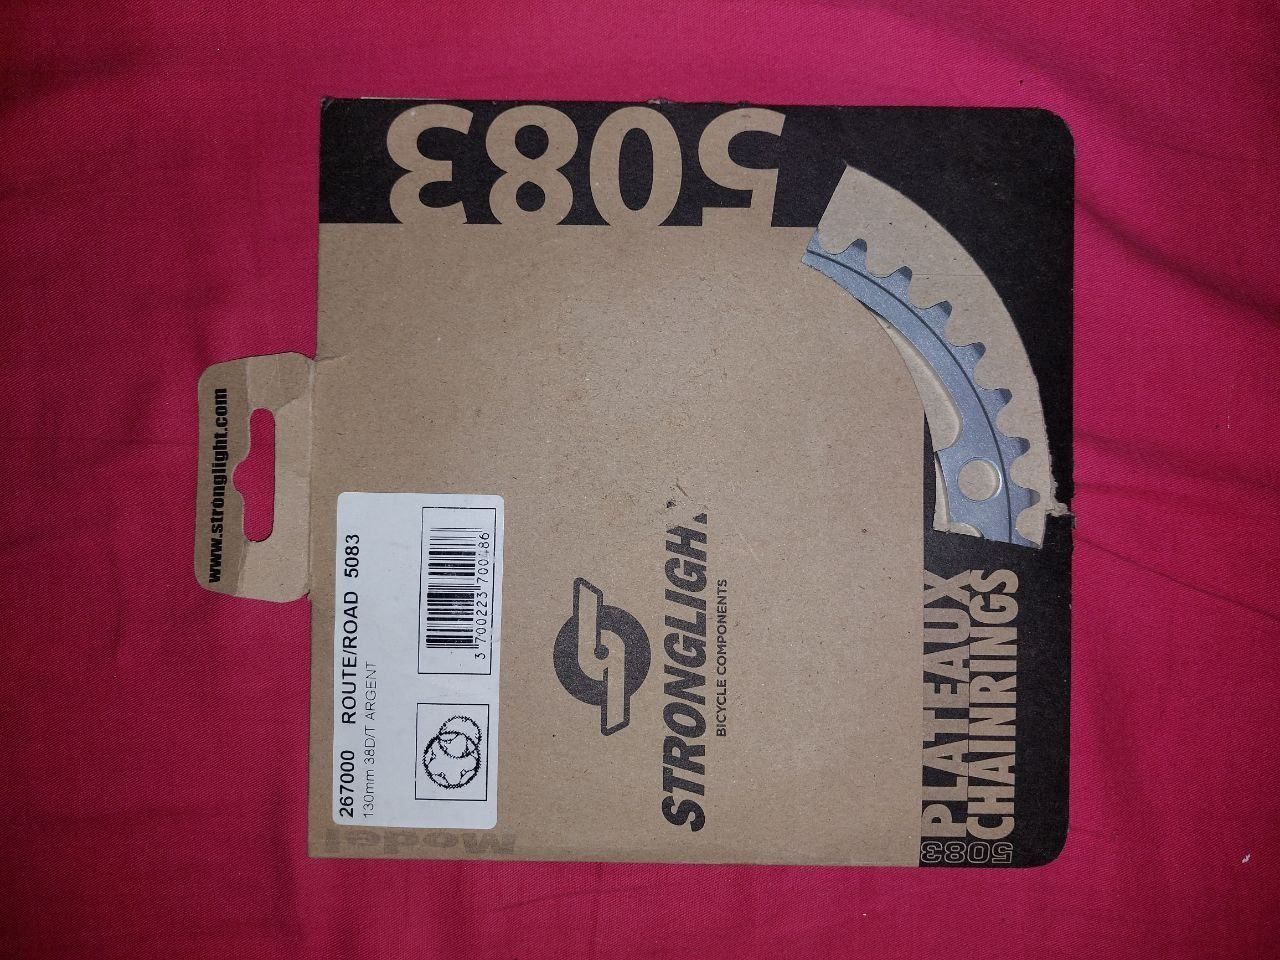 5083
www.stronglight.com
267000 ROUTE/ROAD 5083
130mm 38D/T ARGENT
3 700223 700486
STRONGLIGHT
BICYCLE COMPONENTS
PLATEAUX
CHAINRINGS
5083
Model